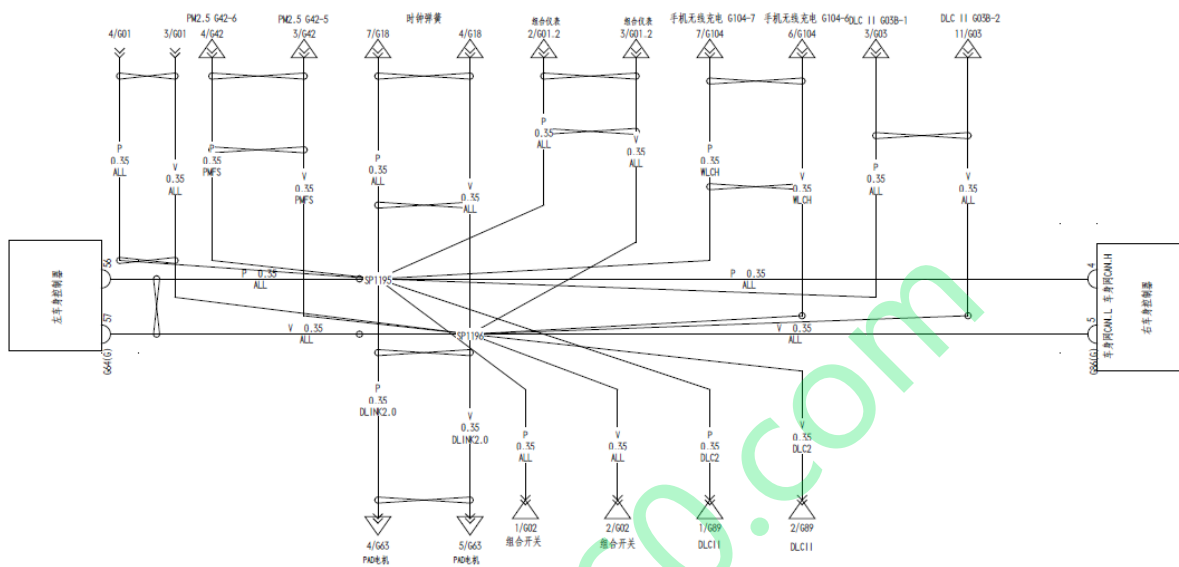 PM2.5 G42-6
PM2.5 G42-5
时钟弹簧
组合仪表
组合仪表
手机无线充电 G104-7
手机无线充电 G104-6
DLC II G03B-1
DLC II G03B-2
4/G01
3/G01
4/G42
3/G42
7/G18
4/G18
2/G01.2
3/G01.2
7/G104
6/G104
3/G03
11/G03
P
0.35
ALL
V
0.35
ALL
P
0.35
PWFS
V
0.35
PWFS
P
0.35
ALL
V
0.35
ALL
P
0.35
ALL
V
0.35
ALL
P
0.35
WLCH
V
0.35
WLCH
P
0.35
ALL
V
0.35
ALL
左车身控制器
56
57
G64(G)
P 0.35
ALL
SP1195
P 0.35
ALL
V 0.35
ALL
SP1196
V 0.35
ALL
4
5
G86(G)
车身网CAN.H
车身网CAN.L
右车身控制器
P
0.35
DLINK2.0
V
0.35
DLINK2.0
P
0.35
ALL
V
0.35
ALL
P
0.35
DLC2
V
0.35
DLC2
4/G63
PAD电机
5/G63
PAD电机
1/G02
组合开关
2/G02
组合开关
1/G89
DLCII
2/G89
DLCII
60.com